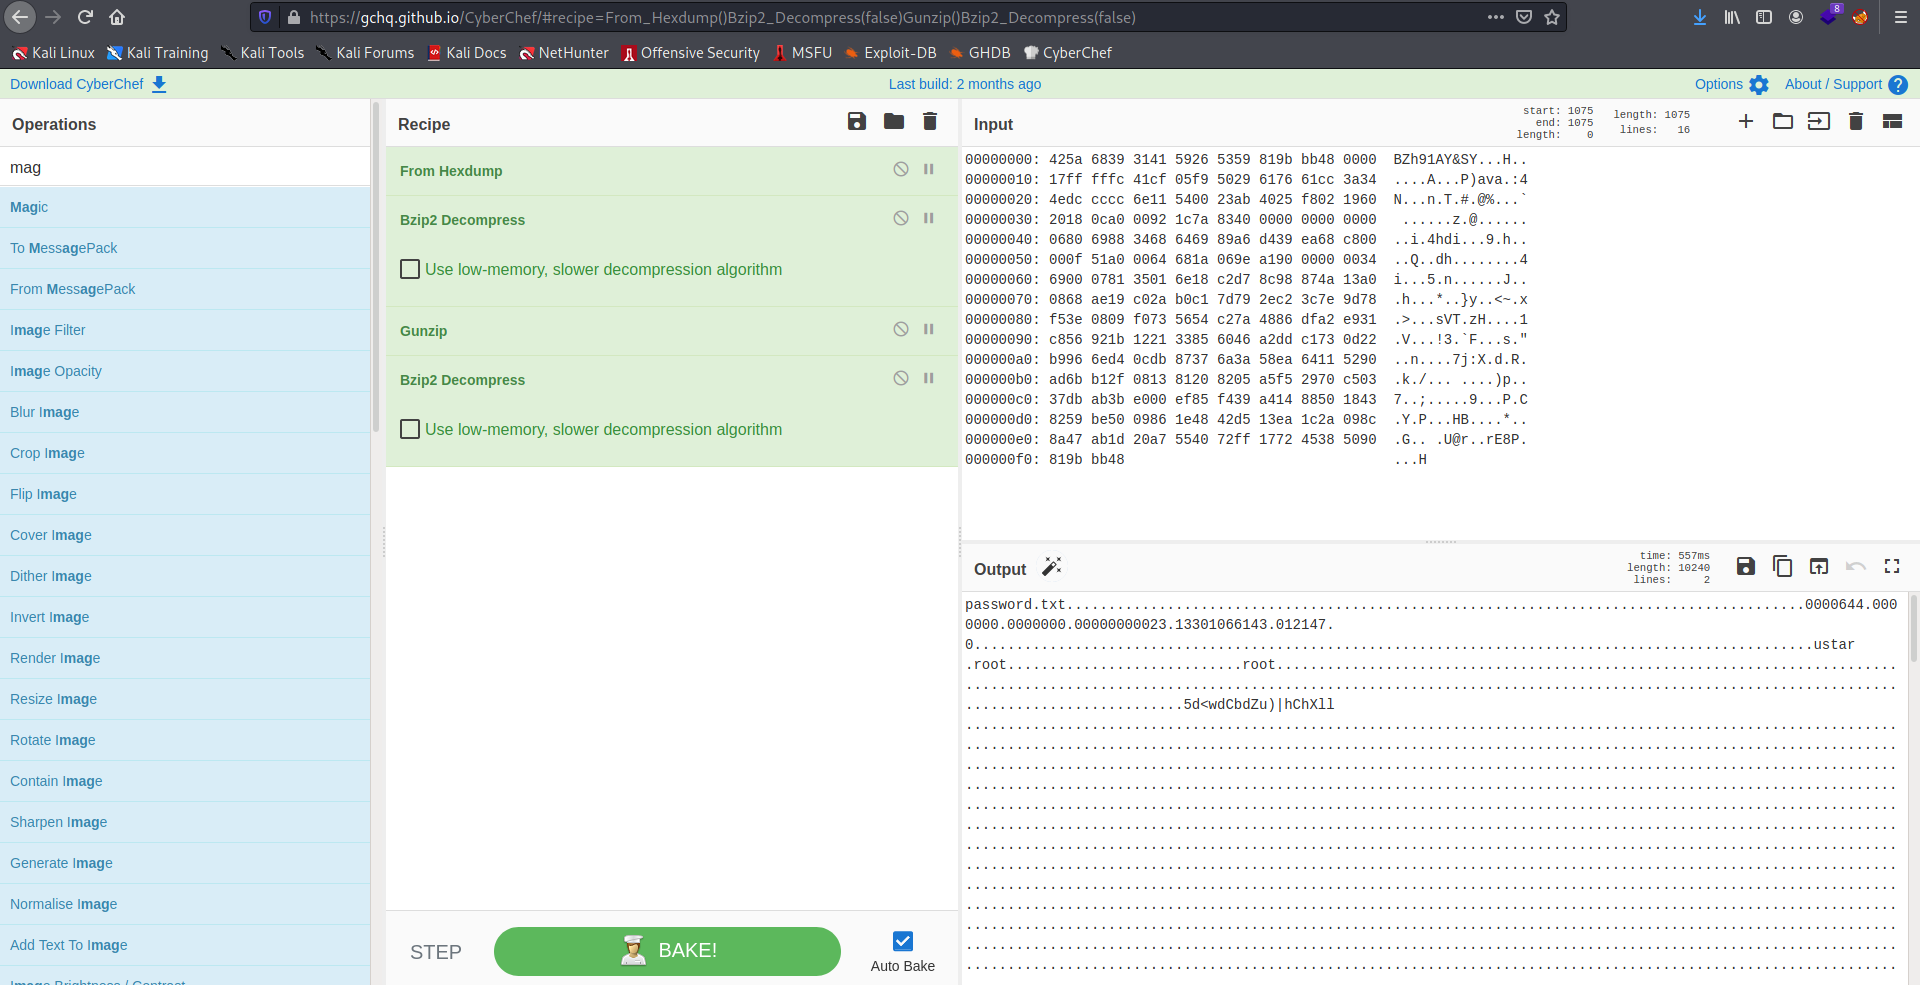 https://gchq.github.io/CyberChef/#recipe=From_Hexdump()Bzip2_Decompress(false)Gunzip()Bzip2_Decompress(false)
8
Kali Linux Kali Training Kali Tools Kali Forums Kali Docs NetHunter Offensive Security MSFU Exploit-DB GHDB CyberChef
Download CyberChef Last build: 2 months ago Options About / Support
Operations
mag
Magic
To MessagePack
From MessagePack
Image Filter
Image Opacity
Blur Image
Crop Image
Flip Image
Cover Image
Dither Image
Invert Image
Render Image
Resize Image
Rotate Image
Contain Image
Sharpen Image
Generate Image
Normalise Image
Add Text To Image
Image Brightness / Contrast
Recipe
From Hexdump
Bzip2 Decompress
Use low-memory, slower decompression algorithm
Gunzip
Bzip2 Decompress
Use low-memory, slower decompression algorithm
STEP
BAKE!
Auto Bake
Input
start: 1075
end: 1075
length: 0
length: 1075
lines: 16
00000000: 425a 6839 3141 5926 5359 819b bb48 0000  BZh91AY&SY...H..
00000010: 17ff fffc 41cf 05f9 5029 6176 61cc 3a34  ....A...P)ava.:4
00000020: 4edc cccc 6e11 5400 23ab 4025 f802 1960  N...n.T.#.@%...`
00000030: 2018 0ca0 0092 1c7a 8340 0000 0000 0000   ......z.@......
00000040: 0680 6988 3468 6469 89a6 d439 ea68 c800  ..i.4hdi...9.h..
00000050: 000f 51a0 0064 681a 069e a190 0000 0034  ..Q..dh........4
00000060: 6900 0781 3501 6e18 c2d7 8c98 874a 13a0  i...5.n......J..
00000070: 0868 ae19 c02a b0c1 7d79 2ec2 3c7e 9d78  .h...*..}y..<~.x
00000080: f53e 0809 f073 5654 c27a 4886 dfa2 e931  .>...sVT.zH....1
00000090: c856 921b 1221 3385 6046 a2dd c173 0d22  .V...!3.`F...s."
000000a0: b996 6ed4 0cdb 8737 6a3a 58ea 6411 5290  ..n....7j:X.d.R.
000000b0: ad6b b12f 0813 8120 8205 a5f5 2970 c503  .k./... ....)p..
000000c0: 37db ab3b e000 ef85 f439 a414 8850 1843  7..;.....9...P.C
000000d0: 8259 be50 0986 1e48 42d5 13ea 1c2a 098c  .Y.P...HB....*..
000000e0: 8a47 ab1d 20a7 5540 72ff 1772 4538 5090  .G.. .U@r..rE8P.
000000f0: 819b bb48                                ...H
Output
time: 557ms
length: 10240
lines: 2
password.txt........................................................................................0000644.000
0000.0000000.00000000023.13301066143.012147.
0....................................................................................................ustar
.root............................root..........................................................................
...............................................................................................................
..........................5d<wdCbdZu)|hChXll
...............................................................................................................
...............................................................................................................
...............................................................................................................
...............................................................................................................
...............................................................................................................
...............................................................................................................
...............................................................................................................
...............................................................................................................
...............................................................................................................
...............................................................................................................
...............................................................................................................
...............................................................................................................
...............................................................................................................